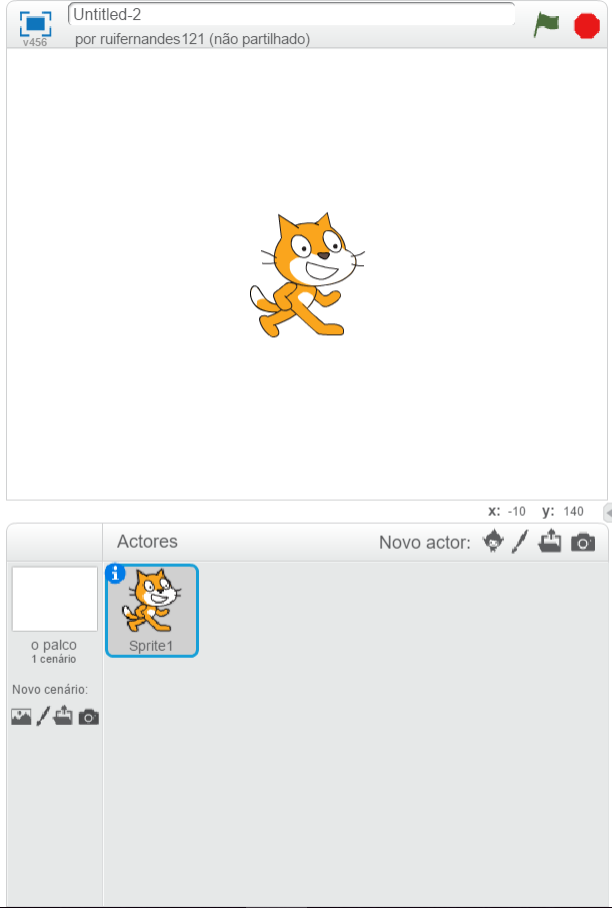 Untitled-2
v456
por ruifernandes121 (não partilhado)
x: -10 y: 140
Actores
Novo actor:
i
Sprite1
o palco
1 cenário
Novo cenário: